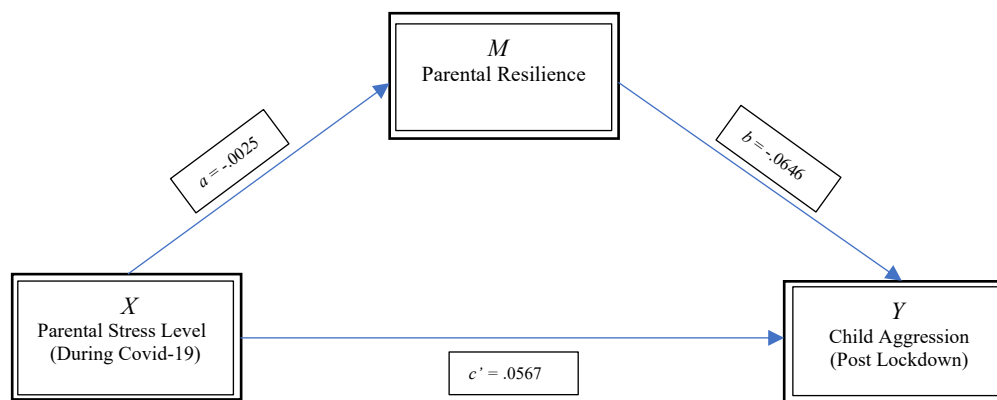 M
Parental Resilience
a = -.0025
b = -.0646
X
Parental Stress Level
(During Covid-19)
Y
Child Aggression
(Post Lockdown)
c’ = .0567